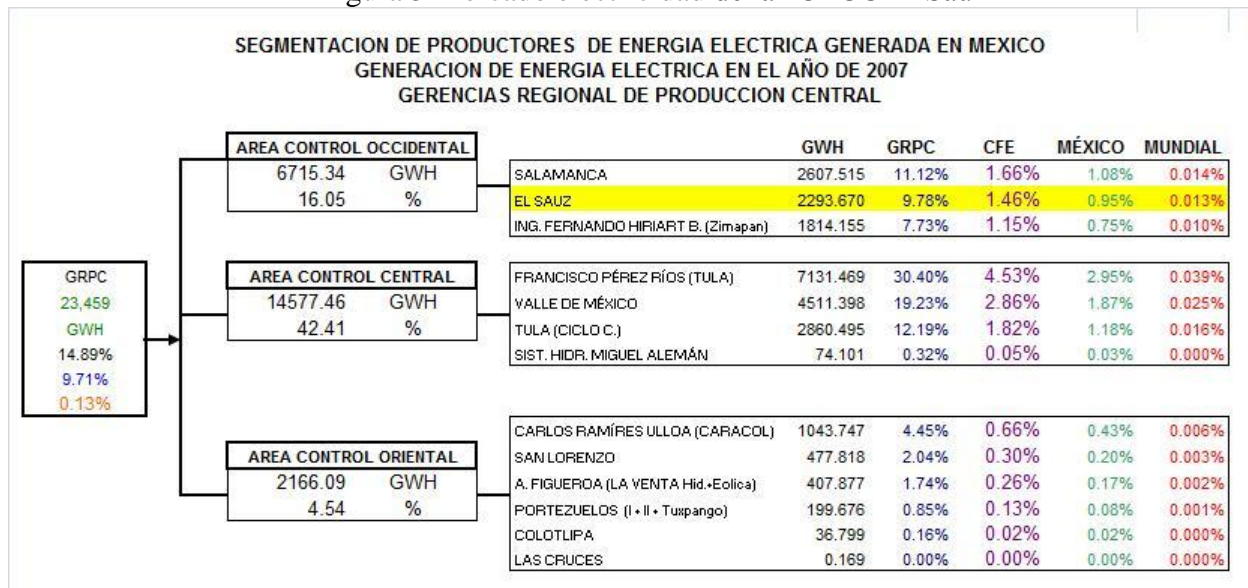 SEGMENTACION DE PRODUCTORES DE ENERGIA ELECTRICA GENERADA EN MEXICO
GENERACION DE ENERGIA ELECTRICA EN EL AÑO DE 2007
GERENCIAS REGIONAL DE PRODUCCION CENTRAL
GRPC
23,459
GWH
14.89%
9.71%
0.13%
AREA CONTROL OCCIDENTAL
6715.34 GWH
16.05 %
GWH GRPC CFE MÉXICO MUNDIAL
SALAMANCA 2607.515 11.12% 1.66% 1.08% 0.014%
EL SAUZ 2293.670 9.78% 1.46% 0.95% 0.013%
ING. FERNANDO HIRIART B. (Zimapan) 1814.155 7.73% 1.15% 0.75% 0.010%
AREA CONTROL CENTRAL
14577.46 GWH
42.41 %
FRANCISCO PÉREZ RÍOS (TULA) 7131.469 30.40% 4.53% 2.95% 0.039%
VALLE DE MÉXICO 4511.398 19.23% 2.86% 1.87% 0.025%
TULA (CICLO C.) 2860.495 12.19% 1.82% 1.18% 0.016%
SIST. HIDR. MIGUEL ALEMÁN 74.101 0.32% 0.05% 0.03% 0.000%
AREA CONTROL ORIENTAL
2166.09 GWH
4.54 %
CARLOS RAMÍRES ULLOA (CARACOL) 1043.747 4.45% 0.66% 0.43% 0.006%
SAN LORENZO 477.818 2.04% 0.30% 0.20% 0.003%
A. FIGUEROA (LA VENTA Hid.+Eolica) 407.877 1.74% 0.26% 0.17% 0.002%
PORTEZUELOS (I + II + Tuxpango) 199.676 0.85% 0.13% 0.08% 0.001%
COLOTLIPA 36.799 0.16% 0.02% 0.02% 0.000%
LAS CRUCES 0.169 0.00% 0.00% 0.00% 0.000%